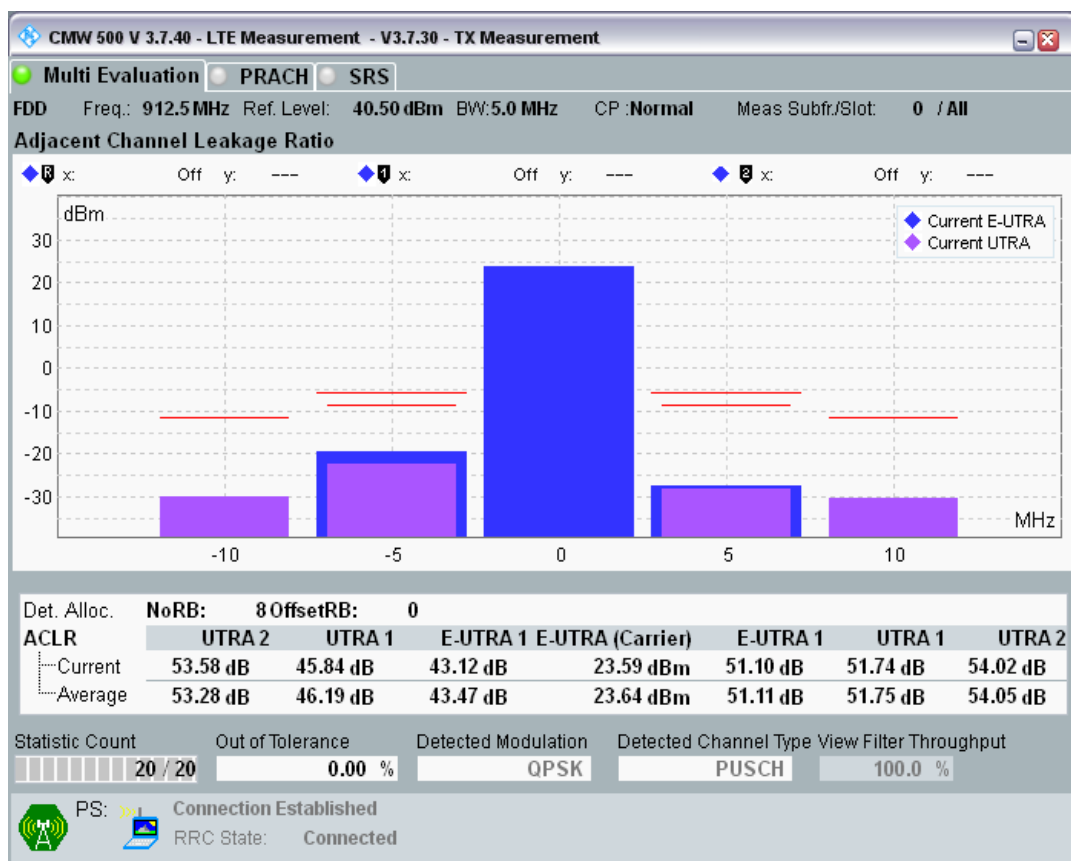 CMW 500 V 3.7.40 - LTE Measurement - V3.7.30 - TX Measurement
Multi Evaluation PRACH SRS
FDD Freq.: 912.5 MHz Ref. Level: 40.50 dBm BW:5.0 MHz CP :Normal Meas Subfr./Slot: 0 / All
Adjacent Channel Leakage Ratio
R x: Off y: --- 1 x: Off y: --- 2 x: Off y: ---
dBm
Current E-UTRA
Current UTRA
30
20
10
0
-10
-20
-30
MHz
-10 -5 0 5 10
Det. Alloc. NoRB: 8 OffsetRB: 0
ACLR UTRA 2 UTRA 1 E-UTRA 1 E-UTRA (Carrier) E-UTRA 1 UTRA 1 UTRA 2
Current 53.58 dB 45.84 dB 43.12 dB 23.59 dBm 51.10 dB 51.74 dB 54.02 dB
Average 53.28 dB 46.19 dB 43.47 dB 23.64 dBm 51.11 dB 51.75 dB 54.05 dB
Statistic Count Out of Tolerance Detected Modulation Detected Channel Type View Filter Throughput
20 / 20 0.00 % QPSK PUSCH 100.0 %
PS: Connection Established
RRC State: Connected